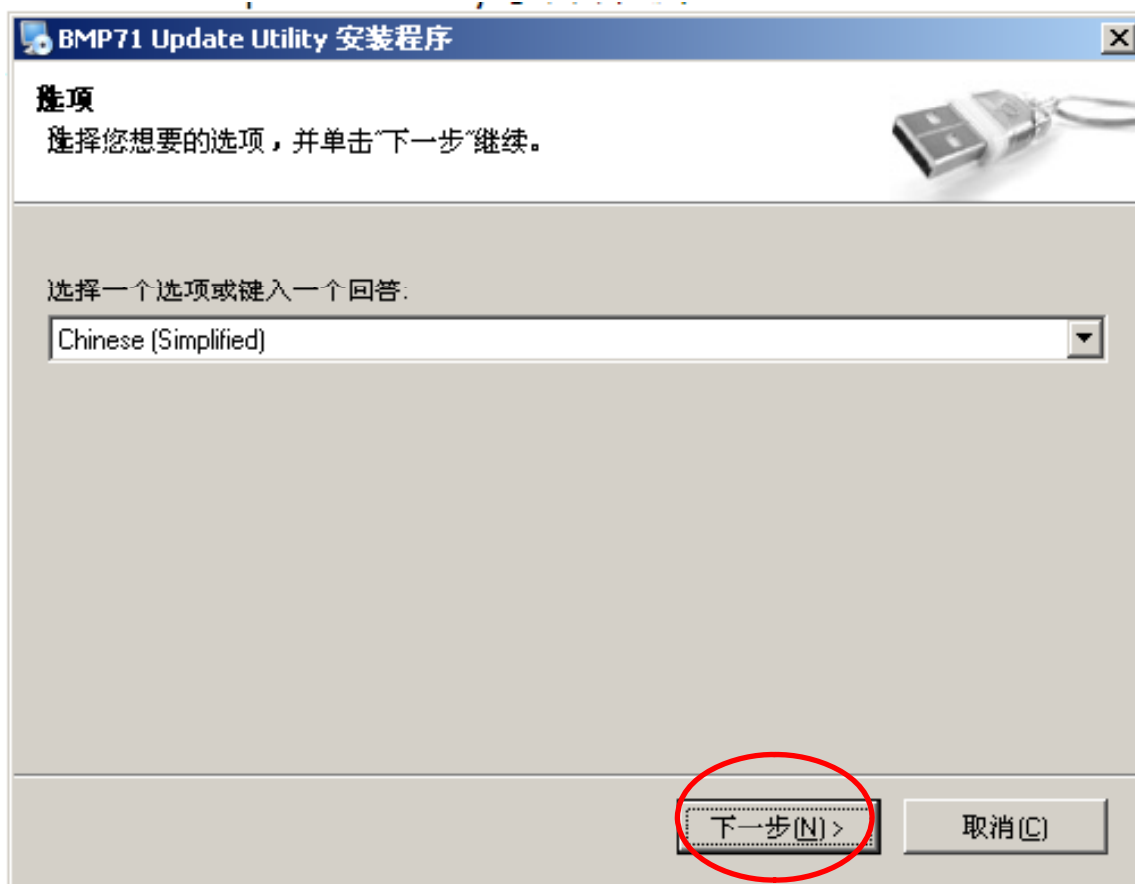 BMP71 Update Utility 安装程序
选项
选择您想要的选项，并单击“下一步”继续。
选择一个选项或键入一个回答:
Chinese (Simplified)
下一步(N) >
取消(C)